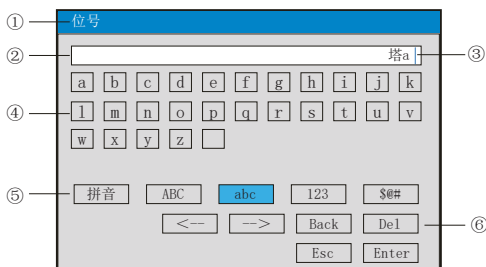 ① 位号
② 塔a ③
a b c d e f g h i j k
④ l m n o p q r s t u v
w x y z
⑤ 拼音 ABC abc 123 $@#
<-- --> Back Del ⑥
Esc Enter